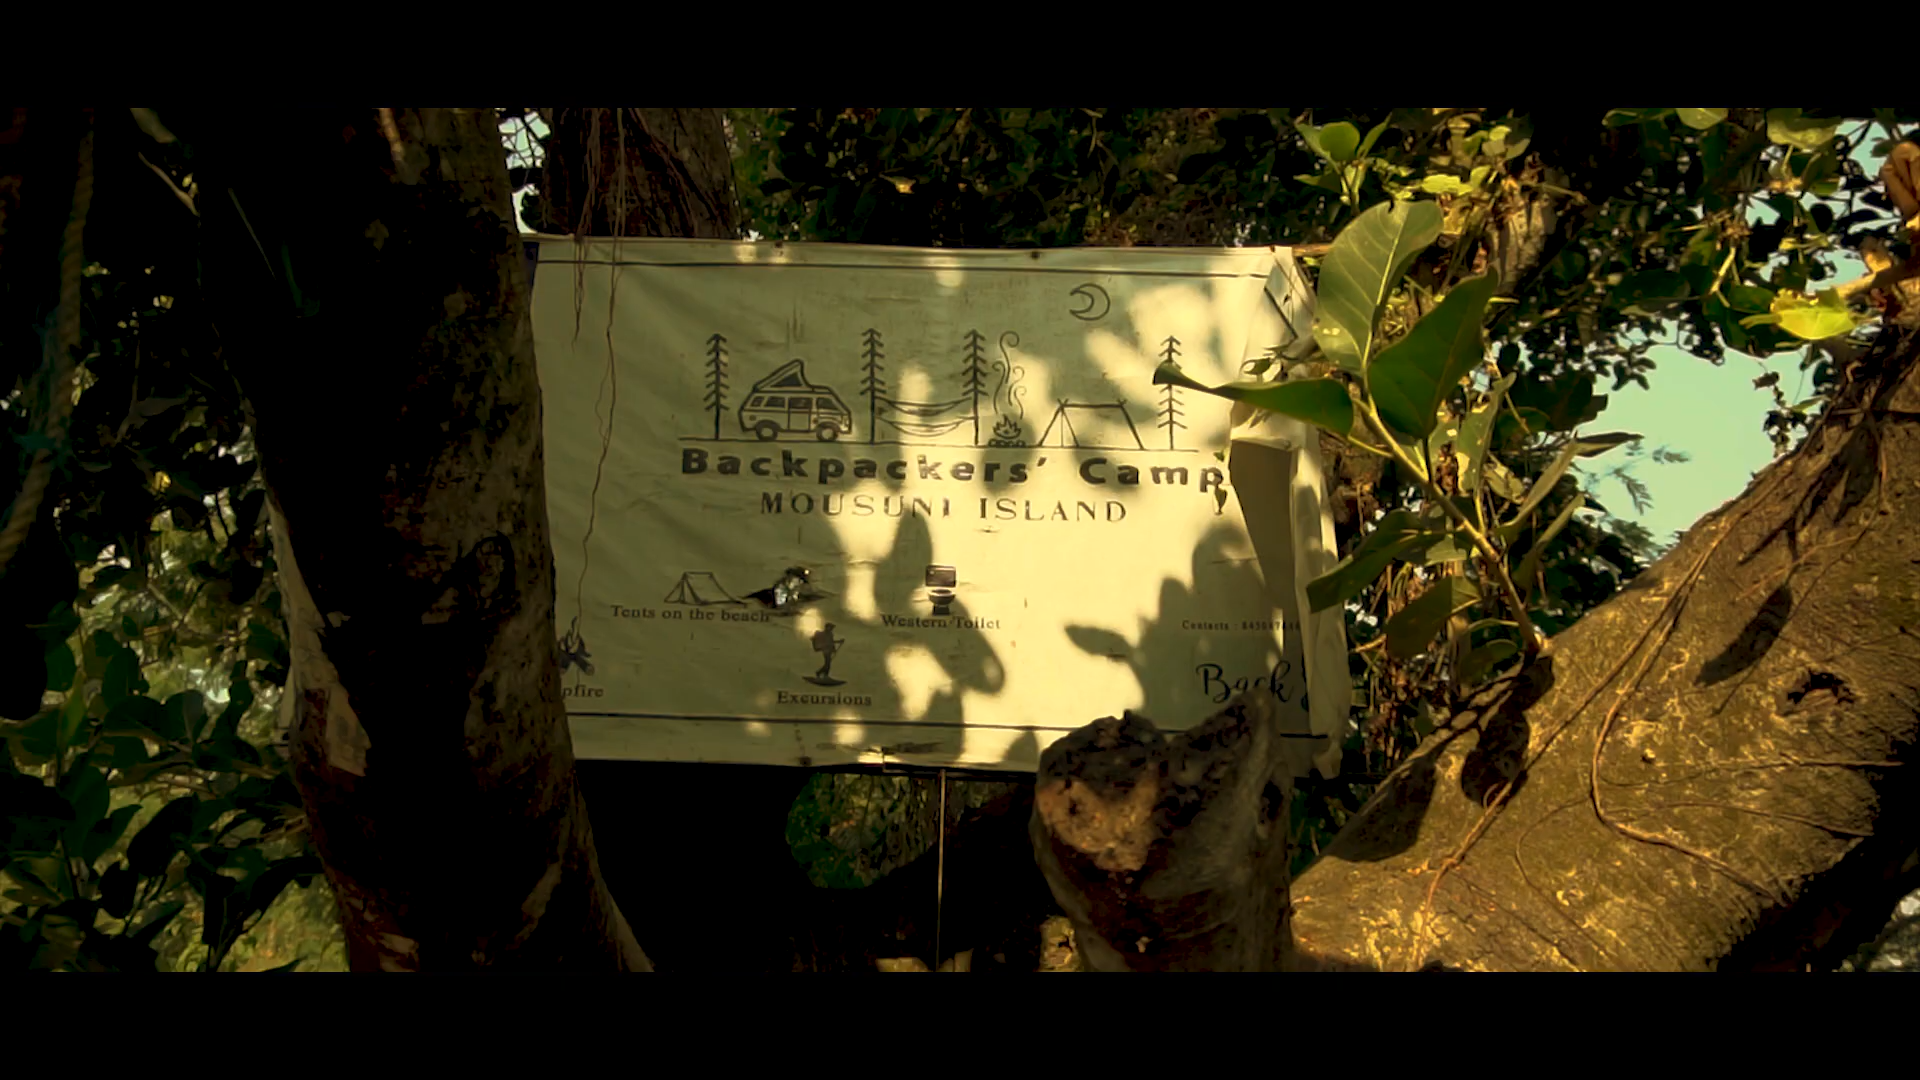 Backpackers' Camp
MOUSUNI ISLAND
Tents on the beach
Western Toilet
Contacts :
pfire
Excursions
Back